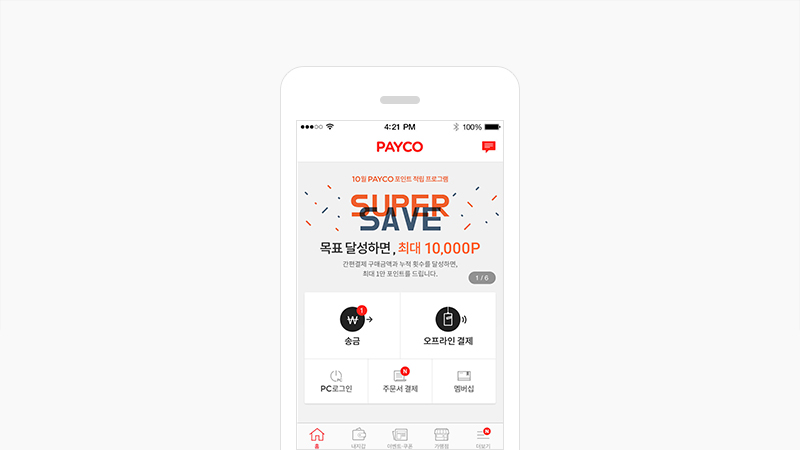 4:21 PM
100%
PAYCO
10월 PAYCO 포인트 적립 프로그램
SUPER
SAVE
목표 달성하면, 최대 10,000P
간편결제 구매금액과 누적 횟수를 달성하면,
최대 1만 포인트를 드립니다.
1 / 6
1
송금
오프라인 결제
N
PC로그인
주문서 결제
멤버십
N
홈
내지갑
이벤트·쿠폰
가맹점
더보기